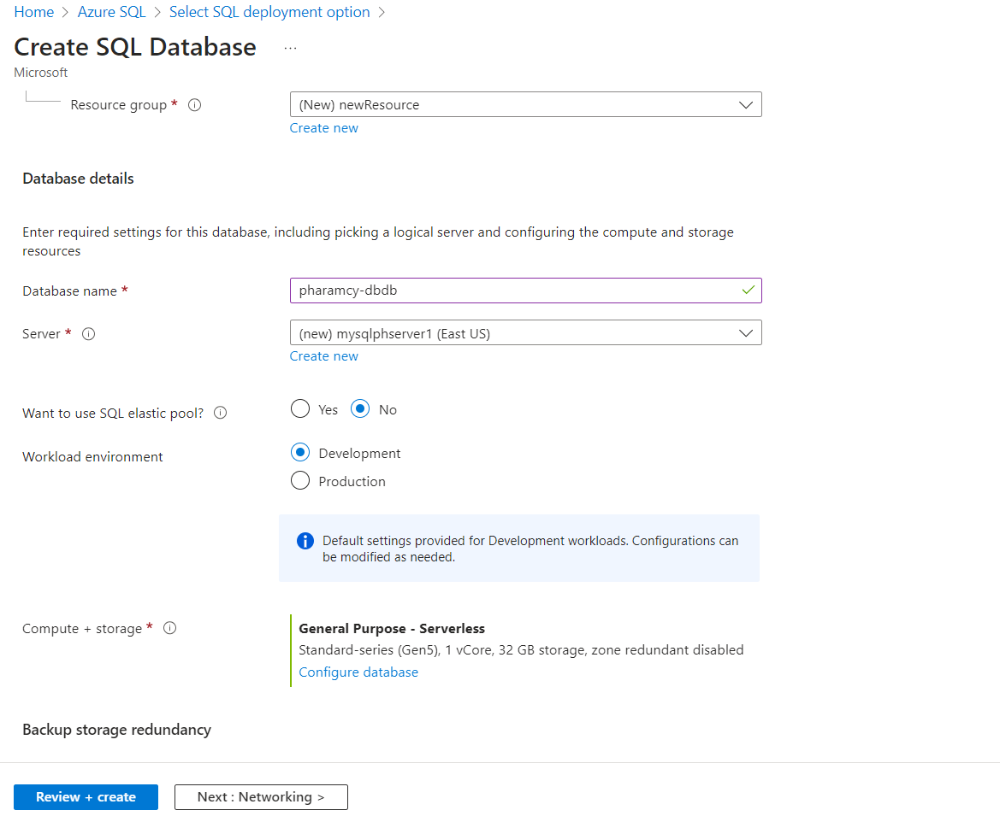 Home > Azure SQL > Select SQL deployment option >
Create SQL Database ...
Microsoft
Resource group *
(New) newResource
Create new
Database details
Enter required settings for this database, including picking a logical server and configuring the compute and storage
resources
Database name *
pharamcy-dbdb
Server *
(new) mysqlphserver1 (East US)
Create new
Want to use SQL elastic pool?
Yes No
Workload environment
Development
Production
Default settings provided for Development workloads. Configurations can
be modified as needed.
Compute + storage *
General Purpose - Serverless
Standard-series (Gen5), 1 vCore, 32 GB storage, zone redundant disabled
Configure database
Backup storage redundancy
Review + create Next : Networking >